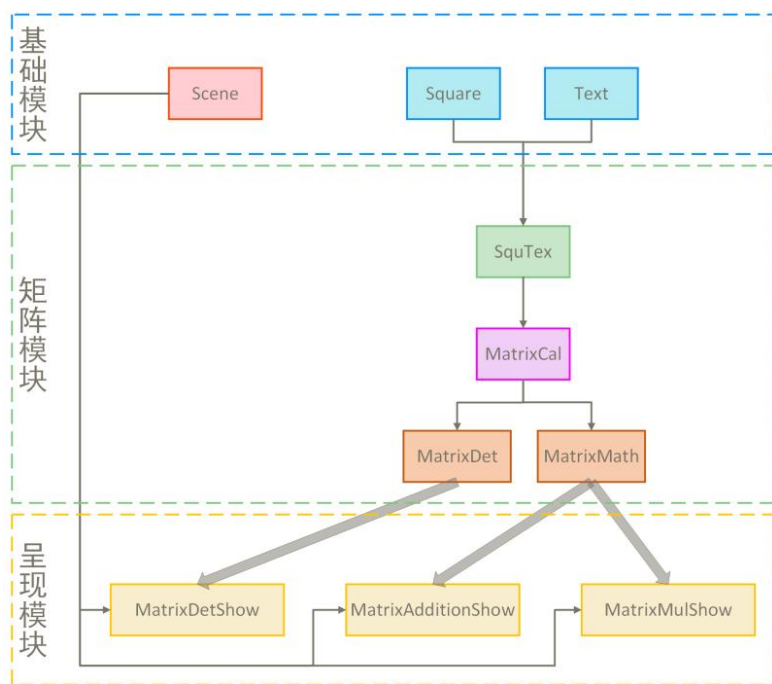 基础模块
Scene
Square
Text
矩阵模块
SquTex
MatrixCal
MatrixDet
MatrixMath
呈现模块
MatrixDetShow
MatrixAdditionShow
MatrixMulShow